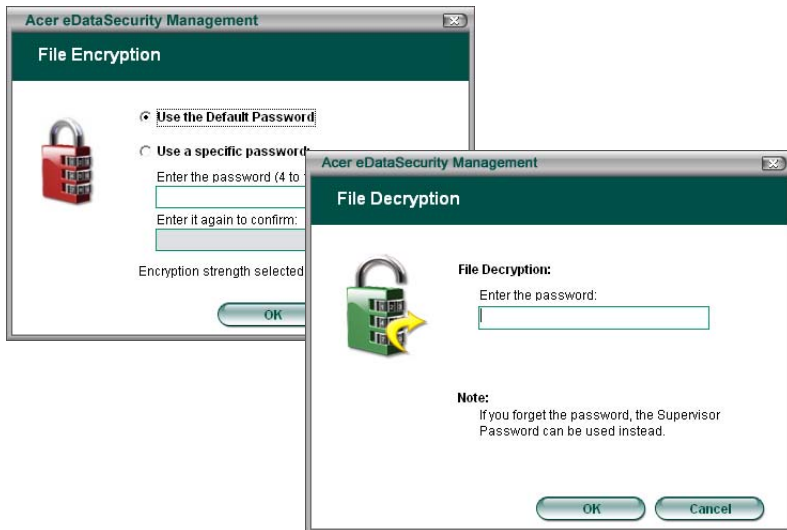 Acer eDataSecurity Management
File Encryption
Use the Default Password
Use a specific password:
Enter the password (4 to
Enter it again to confirm:
Encryption strength selected
OK
Acer eDataSecurity Management
File Decryption
File Decryption:
Enter the password:
Note:
If you forget the password, the Supervisor
Password can be used instead.
OK
Cancel